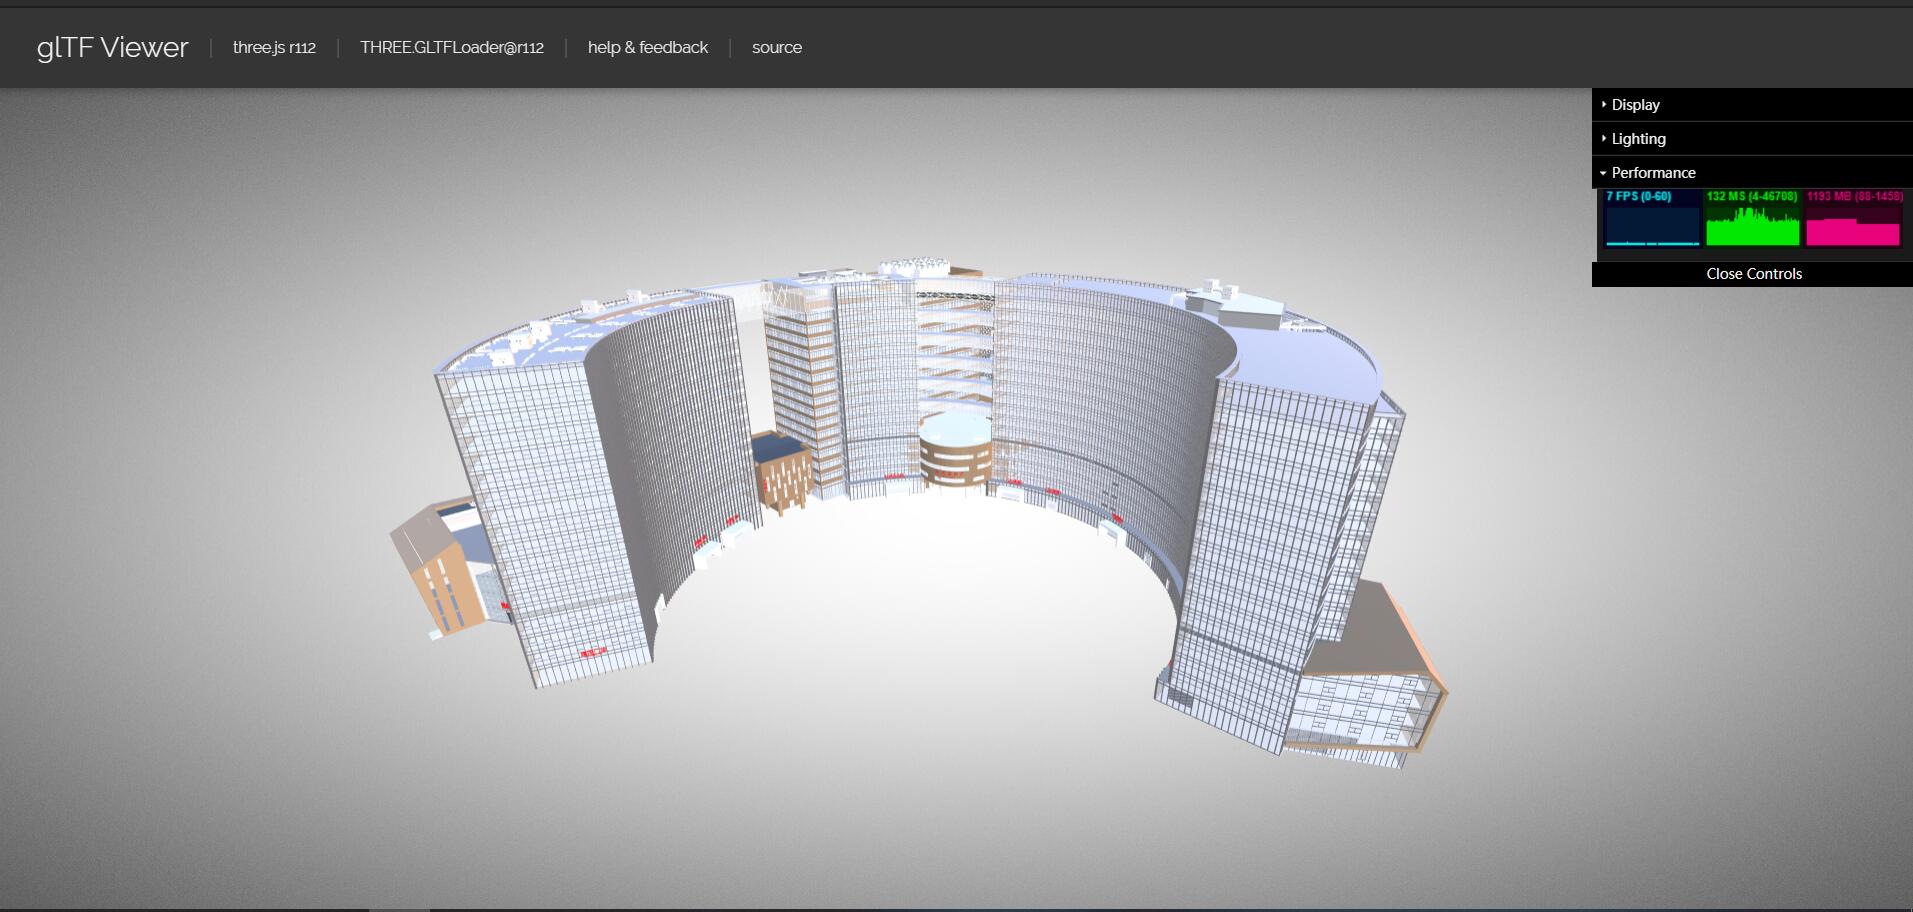 glTF Viewer three.js r112 THREE.GLTFLoader@r112 help & feedback source
Display
Lighting
Performance
7 FPS (0-60) 132 MS (4-46708) 1193 MB (88-1458)
Close Controls